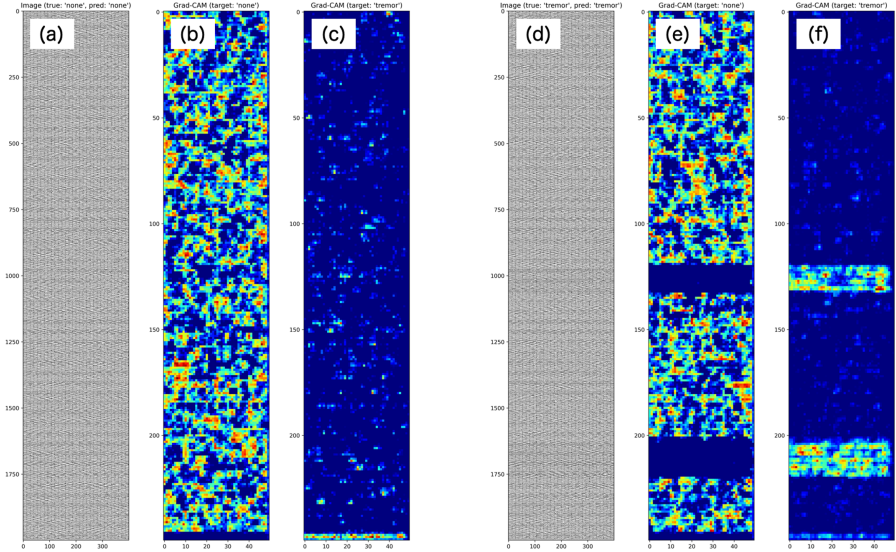 Image (true: 'none', pred: 'none')
(a)
0
250
500
750
1000
1250
1500
1750
0 100 200 300
Grad-CAM (target: 'none')
(b)
0
50
100
150
200
0 10 20 30 40
Grad-CAM (target: 'tremor')
(c)
0
50
100
150
200
0 10 20 30 40
Image (true: 'tremor', pred: 'tremor')
(d)
0
250
500
750
1000
1250
1500
1750
0 100 200 300
Grad-CAM (target: 'none')
(e)
0
50
100
150
200
0 10 20 30 40
Grad-CAM (target: 'tremor')
(f)
0
50
100
150
200
0 10 20 30 40